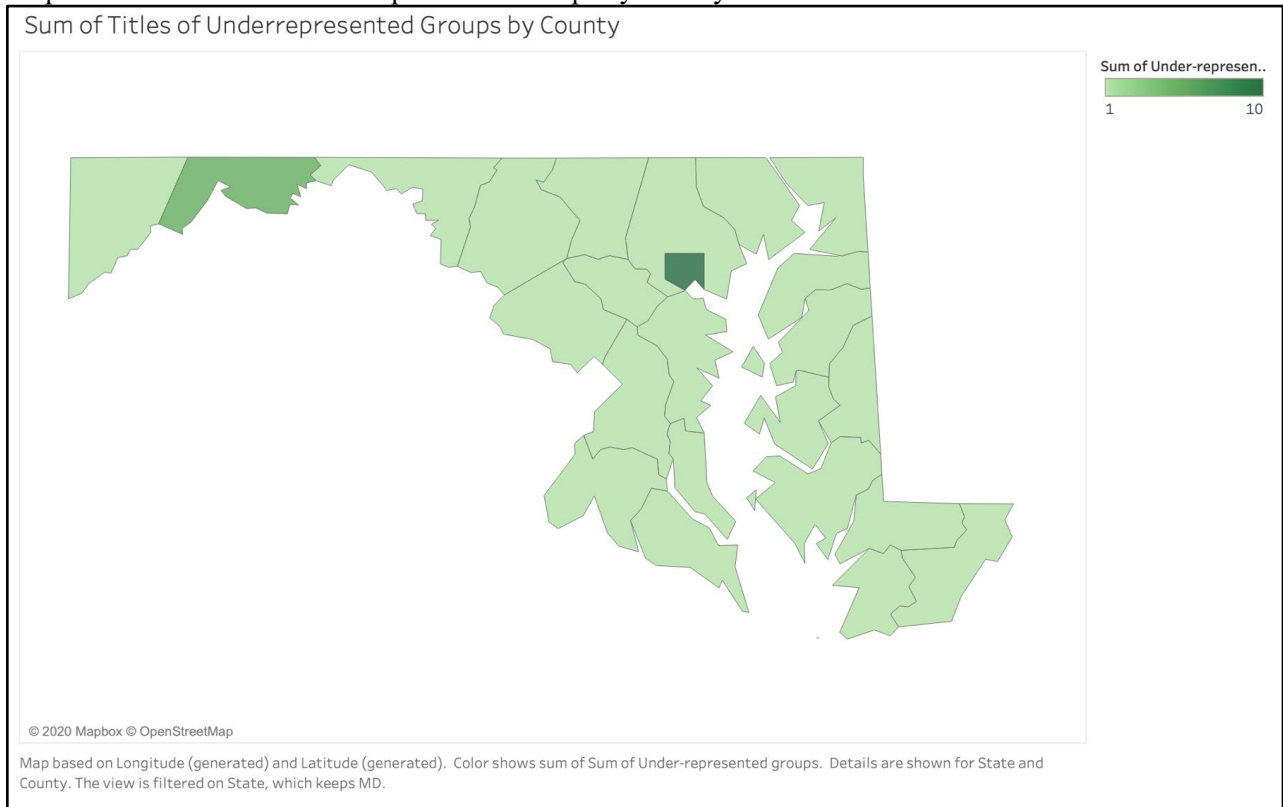 Sum of Titles of Underrepresented Groups by County
Sum of Under-represen..
1 10
© 2020 Mapbox © OpenStreetMap
Map based on Longitude (generated) and Latitude (generated). Color shows sum of Sum of Under-represented groups. Details are shown for State and
County. The view is filtered on State, which keeps MD.